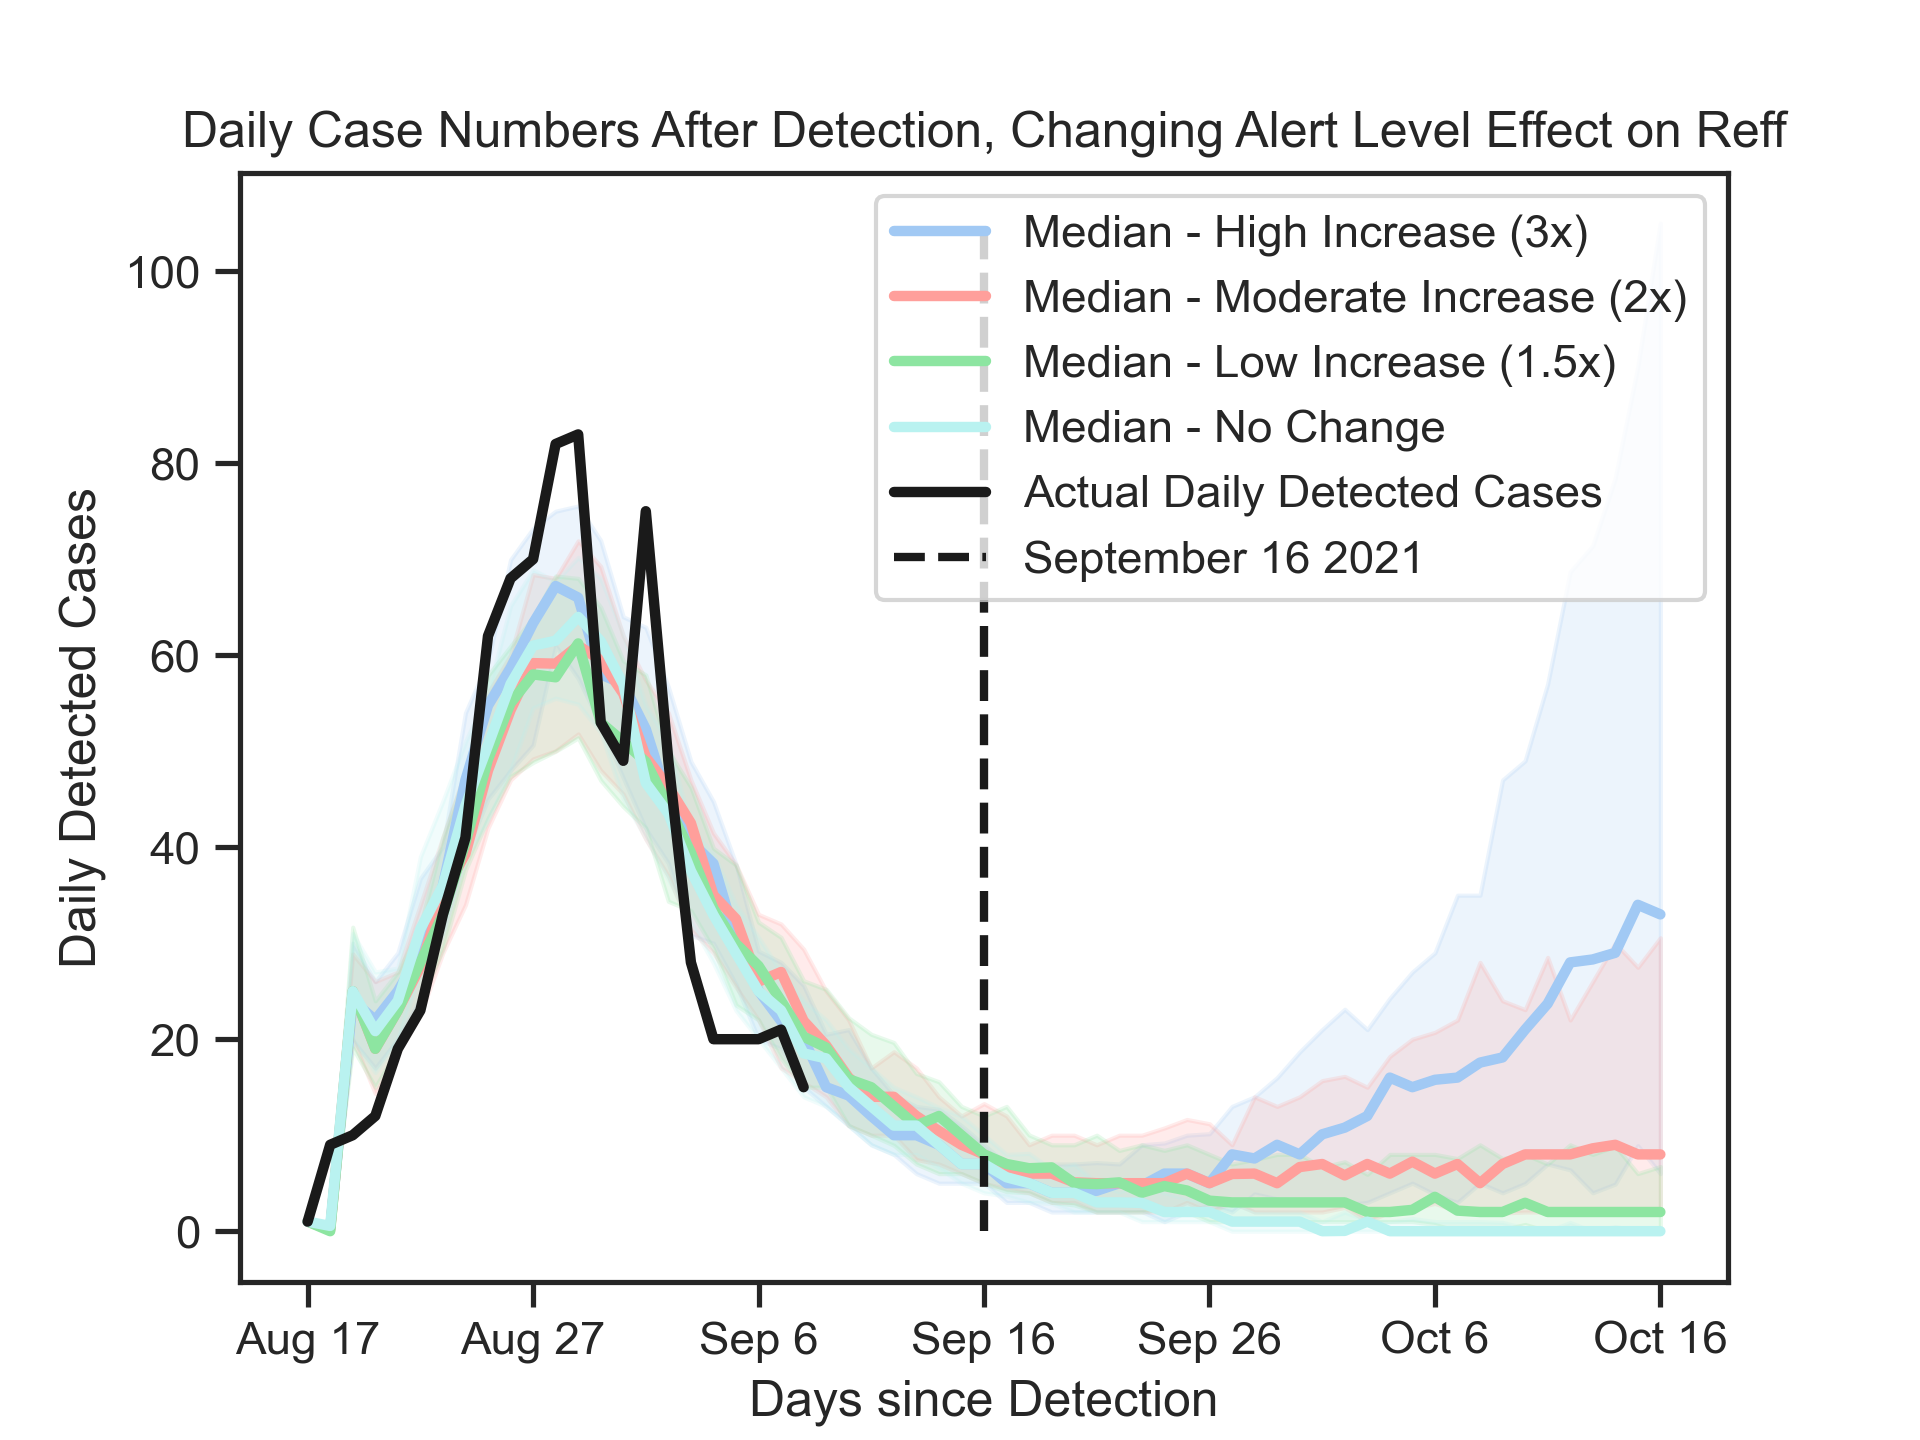 Daily Case Numbers After Detection, Changing Alert Level Effect on Reff
Median - High Increase (3x)
Median - Moderate Increase (2x)
Median - Low Increase (1.5x)
Median - No Change
Actual Daily Detected Cases
September 16 2021
Daily Detected Cases
100
80
60
40
20
0
Aug 17
Aug 27
Sep 6
Sep 16
Sep 26
Oct 6
Oct 16
Days since Detection